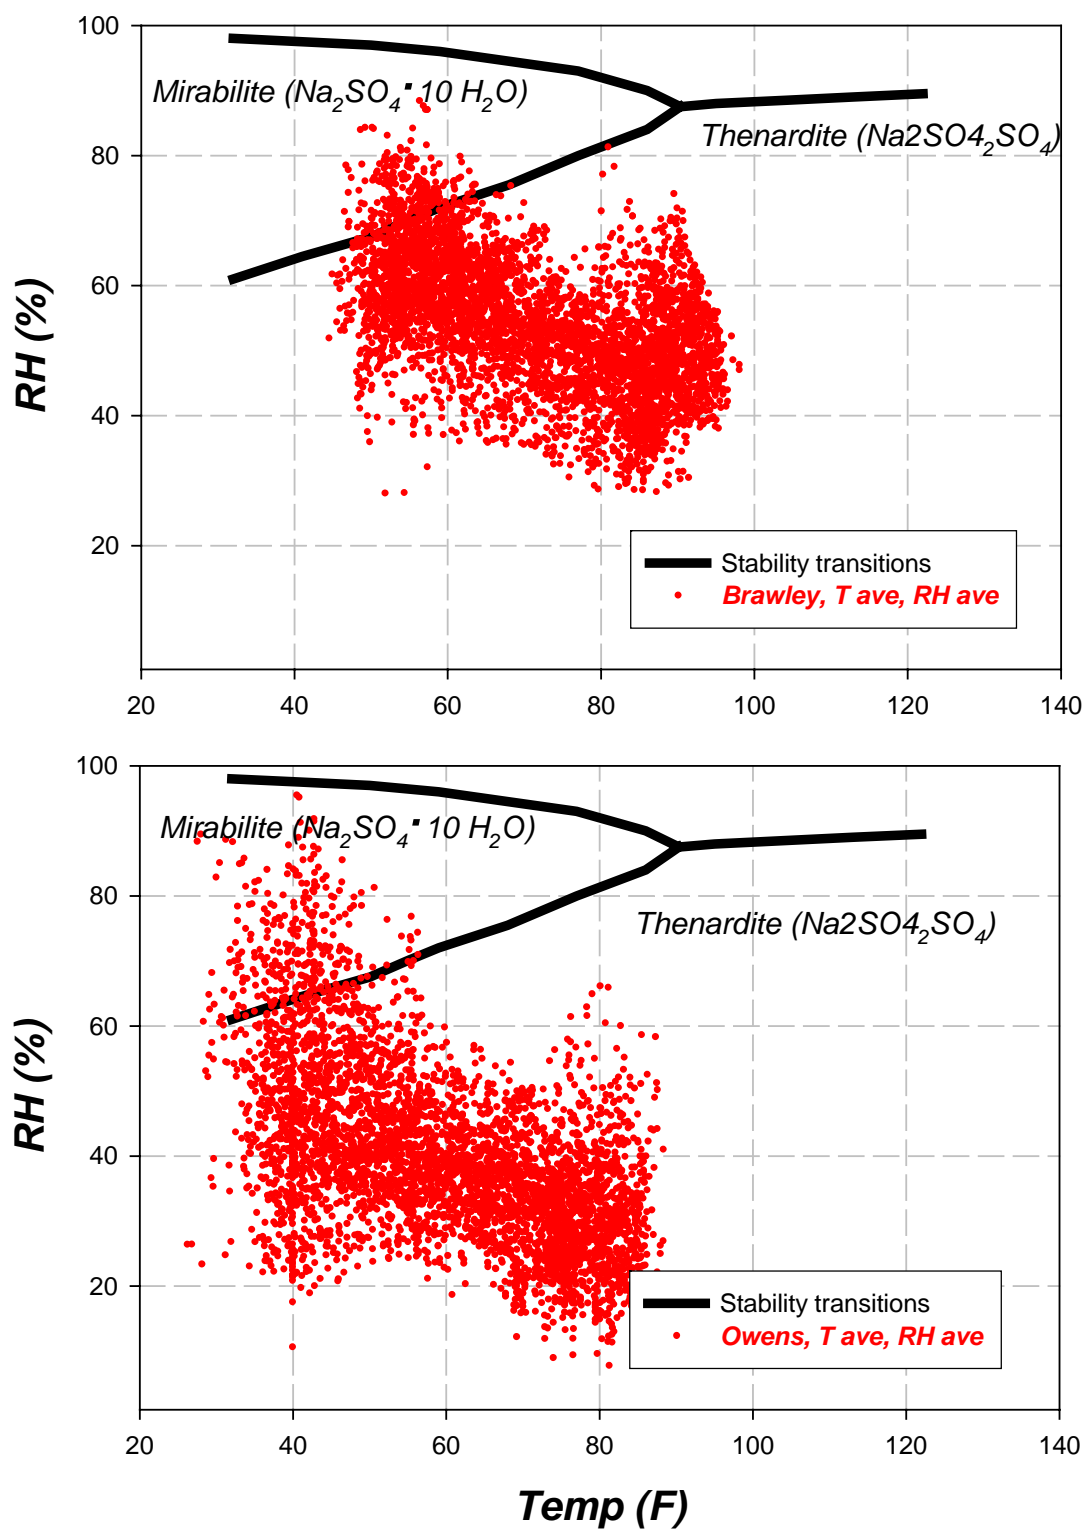 100
Mirabilite (Na2SO4· 10 H2O)
Thenardite (Na2SO42SO4)
80
60
RH (%)
40
20
Stability transitions
Brawley, T ave, RH ave
20 40 60 80 100 120 140
100
Mirabilite (Na2SO4· 10 H2O)
80
Thenardite (Na2SO42SO4)
60
RH (%)
40
20
Stability transitions
Owens, T ave, RH ave
20 40 60 80 100 120 140
Temp (F)